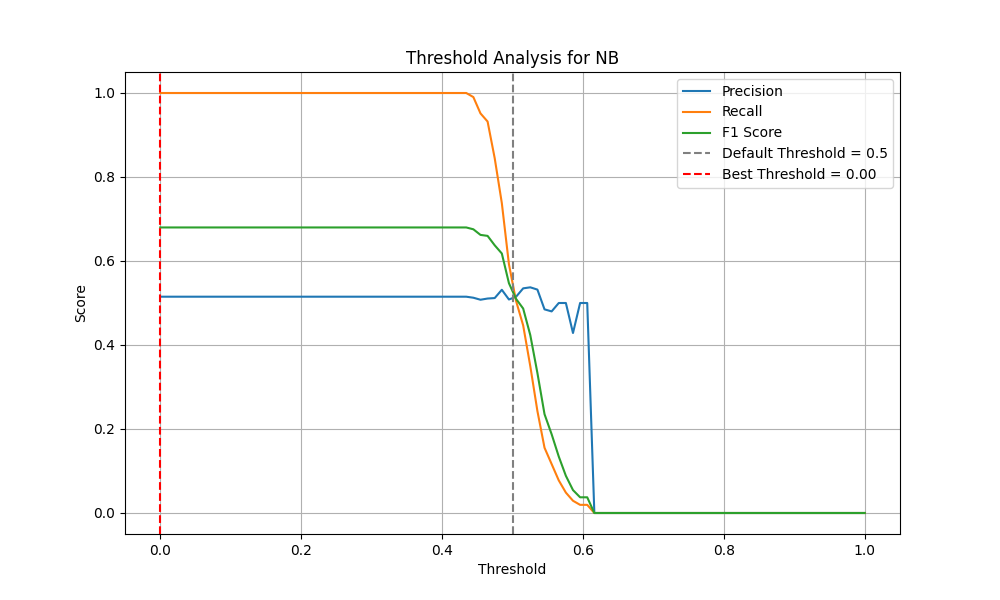 Threshold Analysis for NB
Precision
Recall
F1 Score
Default Threshold = 0.5
Best Threshold = 0.00
Score
1.0
0.8
0.6
0.4
0.2
0.0
0.0 0.2 0.4 0.6 0.8 1.0
Threshold